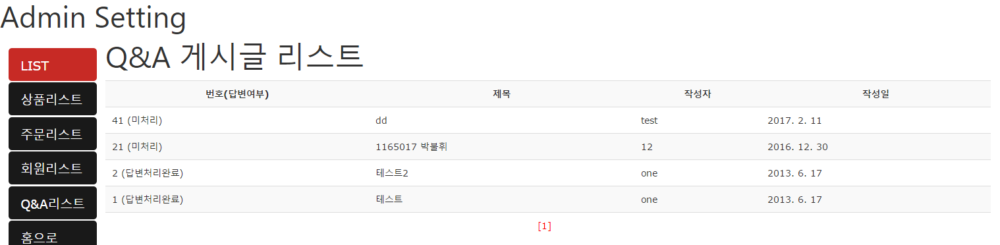 Admin Setting
LIST
상품리스트
주문리스트
회원리스트
Q&A리스트
홈으로
Q&A 게시글 리스트
번호(답변여부) 제목 작성자 작성일
41 (미처리) dd test 2017. 2. 11
21 (미처리) 1165017 박불휘 12 2016. 12. 30
2 (답변처리완료) 테스트2 one 2013. 6. 17
1 (답변처리완료) 테스트 one 2013. 6. 17
[1]